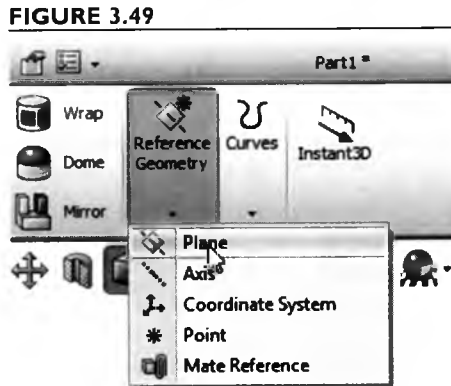 FIGURE 3.49
Part1 *
Wrap
Dome
Mirror
Reference Geometry
Curves
Instant3D
Plane
Axis
Coordinate System
Point
Mate Reference